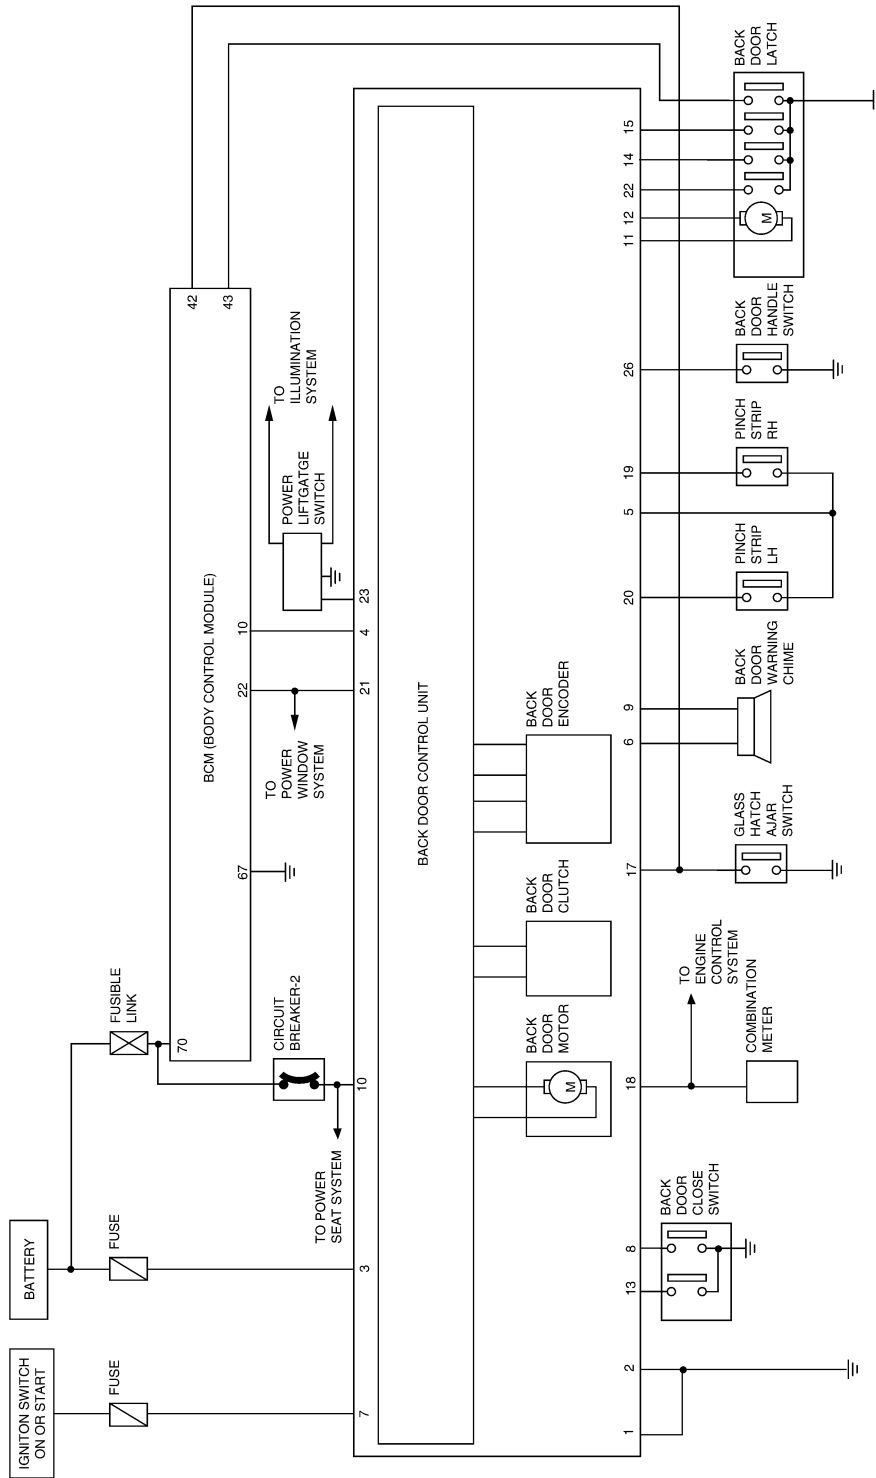 IGNITON SWITCH
ON OR START
BATTERY
FUSE
FUSE
FUSIBLE
LINK
70
67
22
10
42
43
BCM (BODY CONTROL MODULE)
CIRCUIT
BREAKER-2
TO POWER
SEAT SYSTEM
TO
POWER
WINDOW
SYSTEM
POWER
LIFTGATGE
SWITCH
TO
ILLUMINATION
SYSTEM
7
3
10
21
4
23
BACK DOOR CONTROL UNIT
BACK
DOOR
MOTOR
M
BACK
DOOR
CLUTCH
BACK
DOOR
ENCODER
1
2
13
8
18
17
6
9
20
5
19
26
11
12
22
14
15
BACK
DOOR
CLOSE
SWITCH
TO
ENGINE
CONTROL
SYSTEM
COMBINATION
METER
GLASS
HATCH
AJAR
SWITCH
BACK
DOOR
WARNING
CHIME
PINCH
STRIP
LH
PINCH
STRIP
RH
BACK
DOOR
HANDLE
SWITCH
BACK
DOOR
LATCH
M